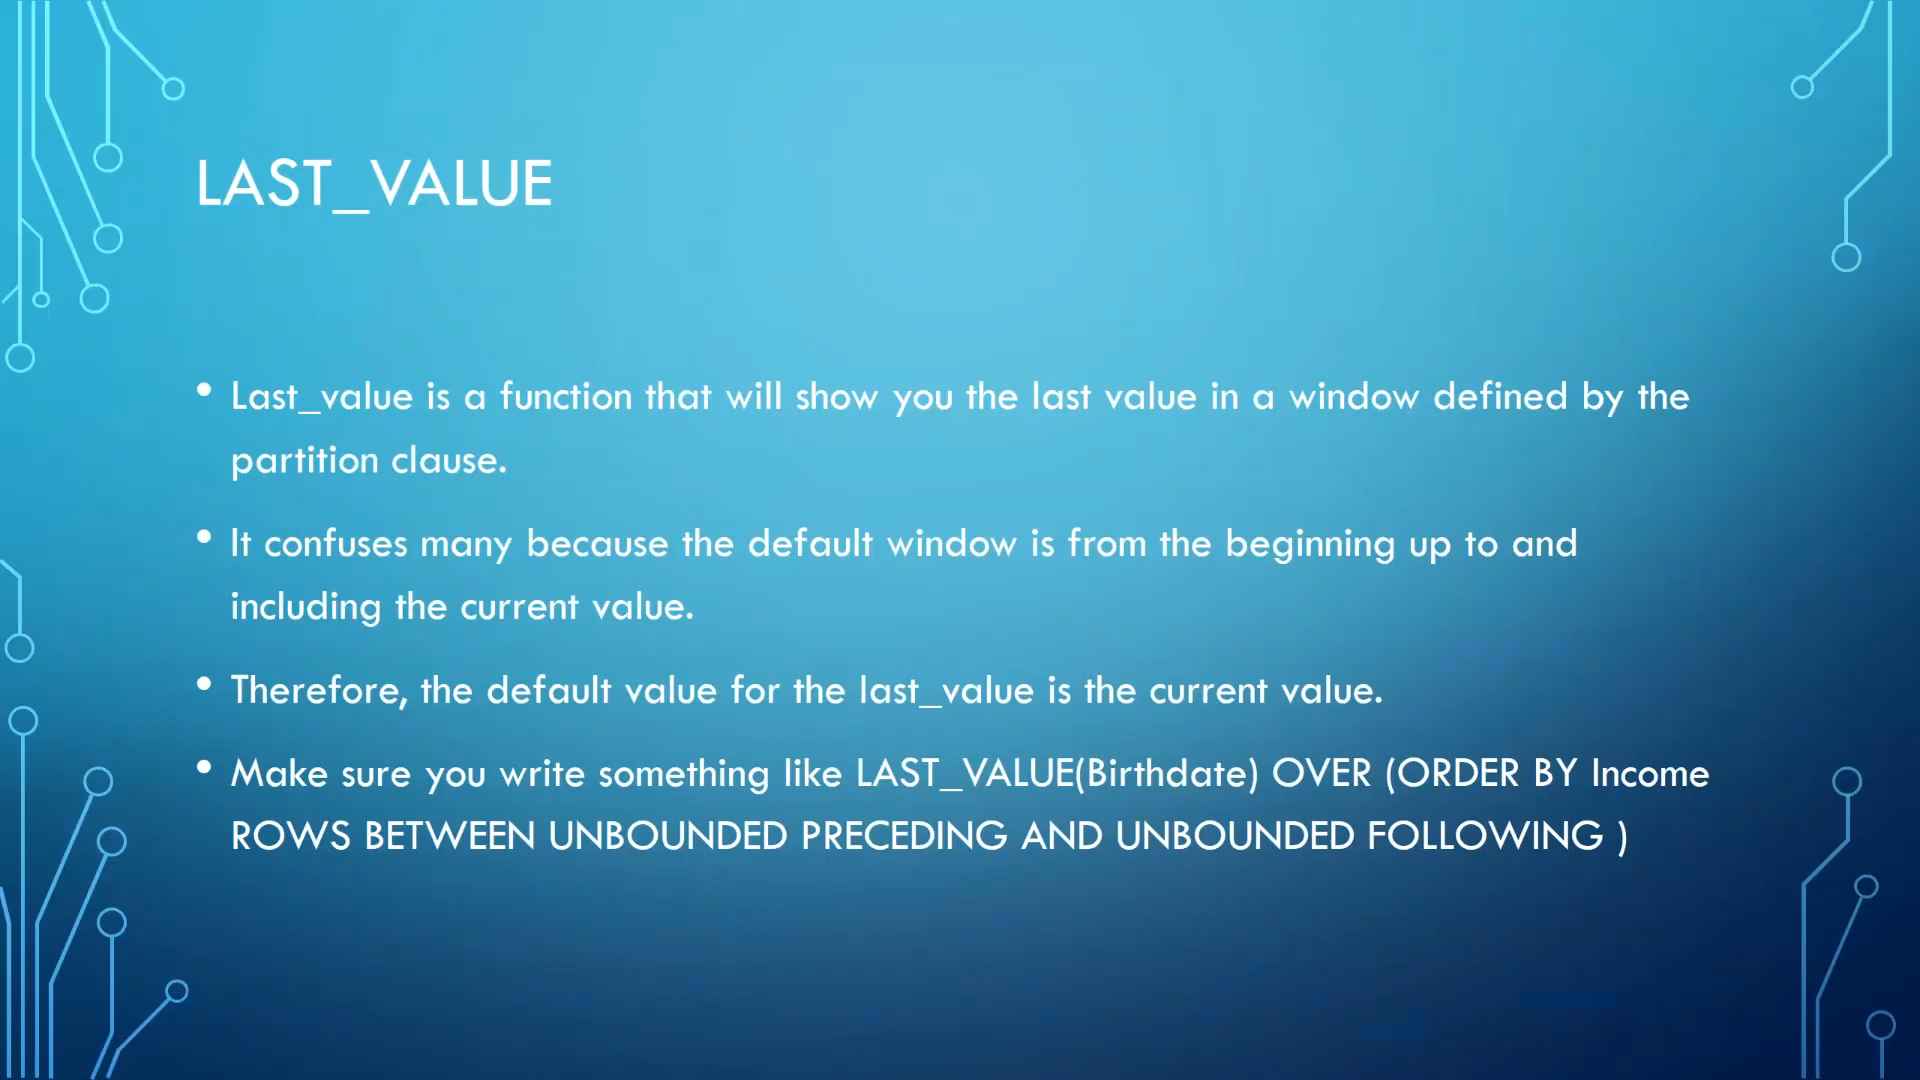 LAST_VALUE
• Last_value is a function that will show you the last value in a window defined by the
partition clause.
• It confuses many because the default window is from the beginning up to and
including the current value.
• Therefore, the default value for the last_value is the current value.
• Make sure you write something like LAST_VALUE(Birthdate) OVER (ORDER BY Income
ROWS BETWEEN UNBOUNDED PRECEDING AND UNBOUNDED FOLLOWING )